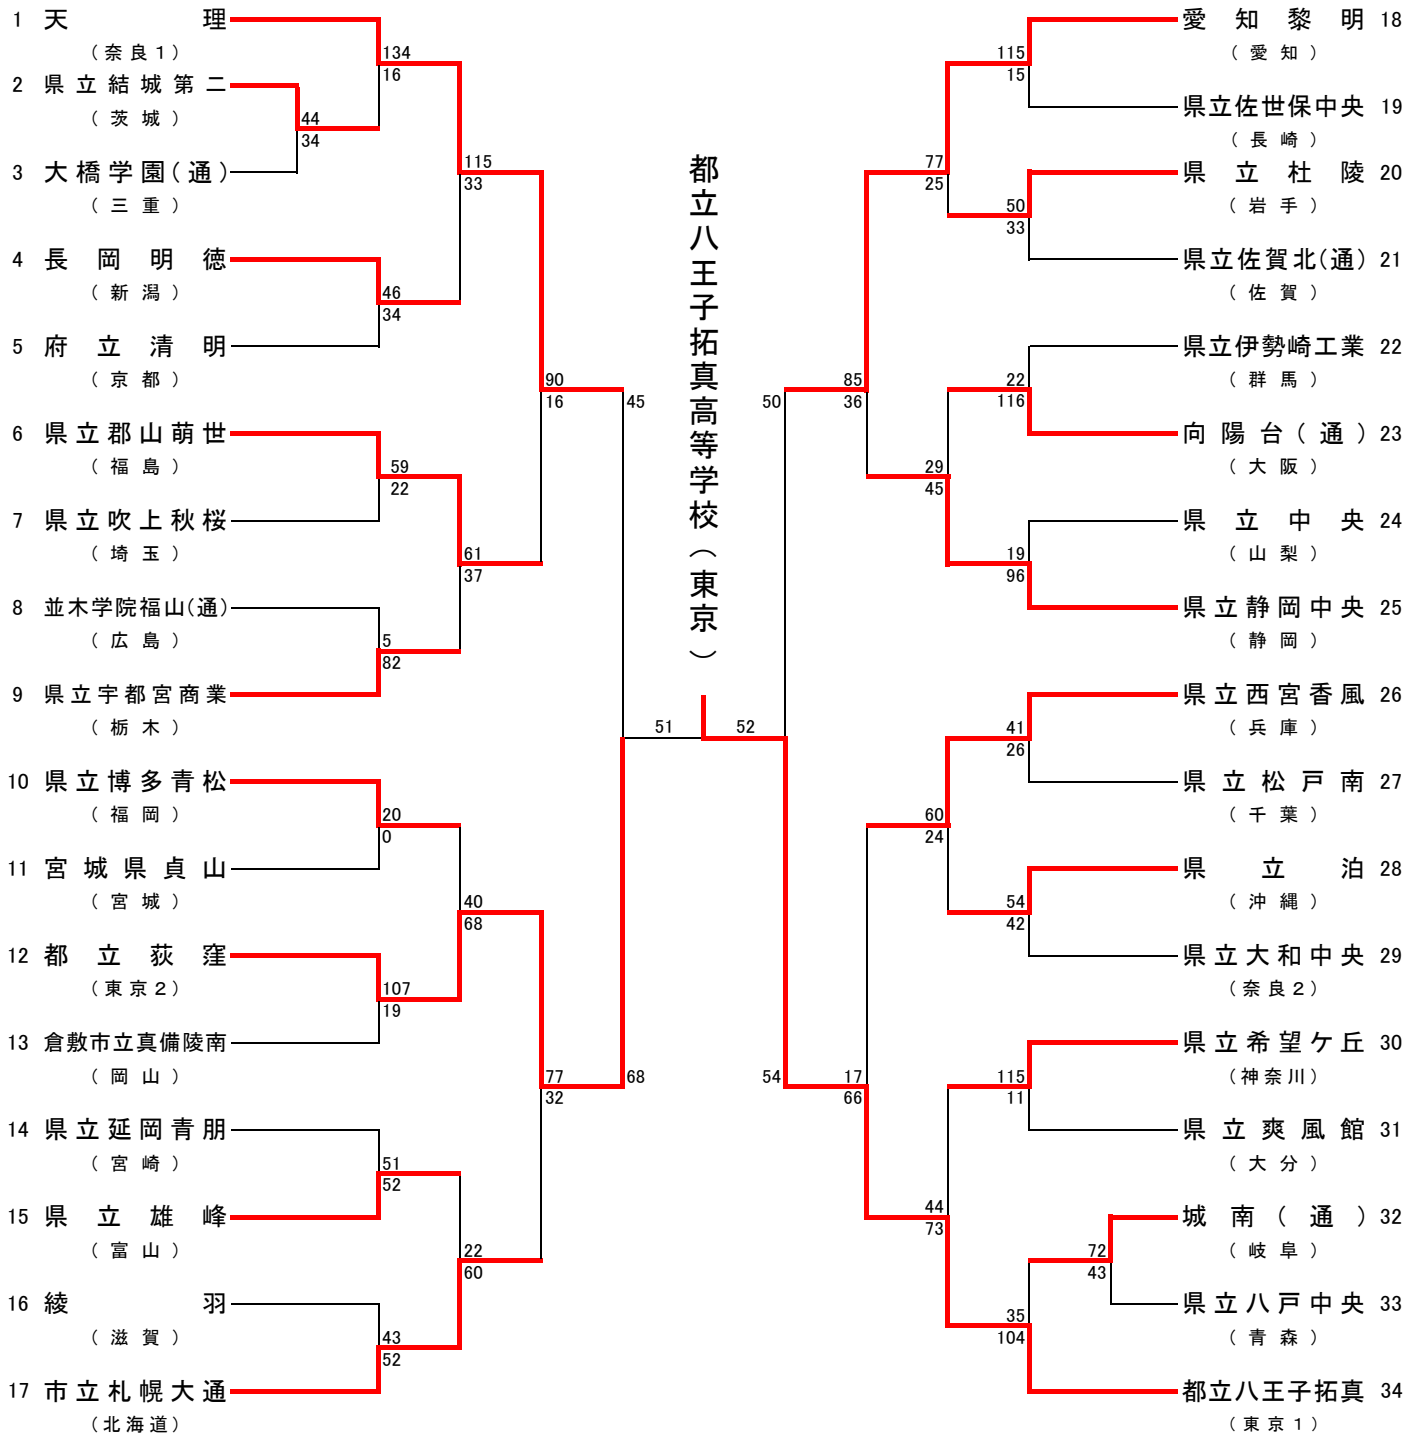 1 天理
(奈良1)
134
16
2 県立結城第二
(茨城)
44
34
3 大橋学園(通)
(三重)
115
33
4 長岡明徳
(新潟)
46
34
5 府立清明
(京都)
90
16
45
6 県立郡山萌世
(福島)
59
22
7 県立吹上秋桜
(埼玉)
61
37
8 並木学院福山(通)
(広島)
5
82
9 県立宇都宮商業
(栃木)
51
10 県立博多青松
(福岡)
20
0
11 宮城県貞山
(宮城)
40
68
12 都立荻窪
(東京2)
107
19
13 倉敷市立真備陵南
(岡山)
77
32
68
14 県立延岡青朋
(宮崎)
51
52
15 県立雄峰
(富山)
22
60
16 綾羽
(滋賀)
43
52
17 市立札幌大通
(北海道)
都立八王子拓真高等学校(東京)
愛知黎明 18
(愛知)
115
15
県立佐世保中央 19
(長崎)
77
25
県立杜陵 20
(岩手)
50
33
県立佐賀北(通) 21
(佐賀)
85
36
50
県立伊勢崎工業 22
(群馬)
22
116
向陽台(通) 23
(大阪)
29
45
県立中央 24
(山梨)
19
96
県立静岡中央 25
(静岡)
52
県立西宮香風 26
(兵庫)
41
26
県立松戸南 27
(千葉)
60
24
県立泊 28
(沖縄)
54
42
県立大和中央 29
(奈良2)
54
17
66
県立希望ケ丘 30
(神奈川)
115
11
県立爽風館 31
(大分)
44
73
城南(通) 32
(岐阜)
72
43
県立八戸中央 33
(青森)
35
104
都立八王子拓真 34
(東京1)